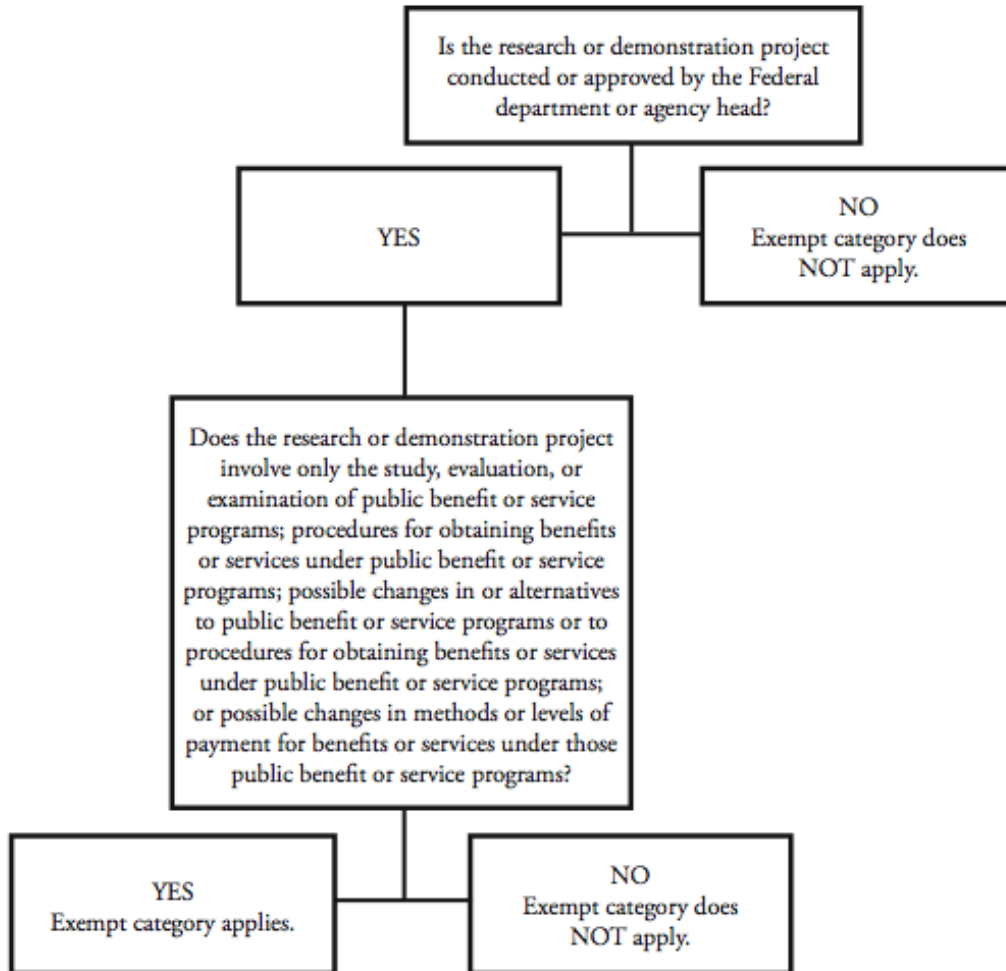 Is the research or demonstration project
conducted or approved by the Federal
department or agency head?
YES
NO
Exempt category does
NOT apply.
Does the research or demonstration project
involve only the study, evaluation, or
examination of public benefit or service
programs; procedures for obtaining benefits
or services under public benefit or service
programs; possible changes in or alternatives
to public benefit or service programs or to
procedures for obtaining benefits or services
under public benefit or service programs;
or possible changes in methods or levels of
payment for benefits or services under those
public benefit or service programs?
YES
Exempt category applies.
NO
Exempt category does
NOT apply.